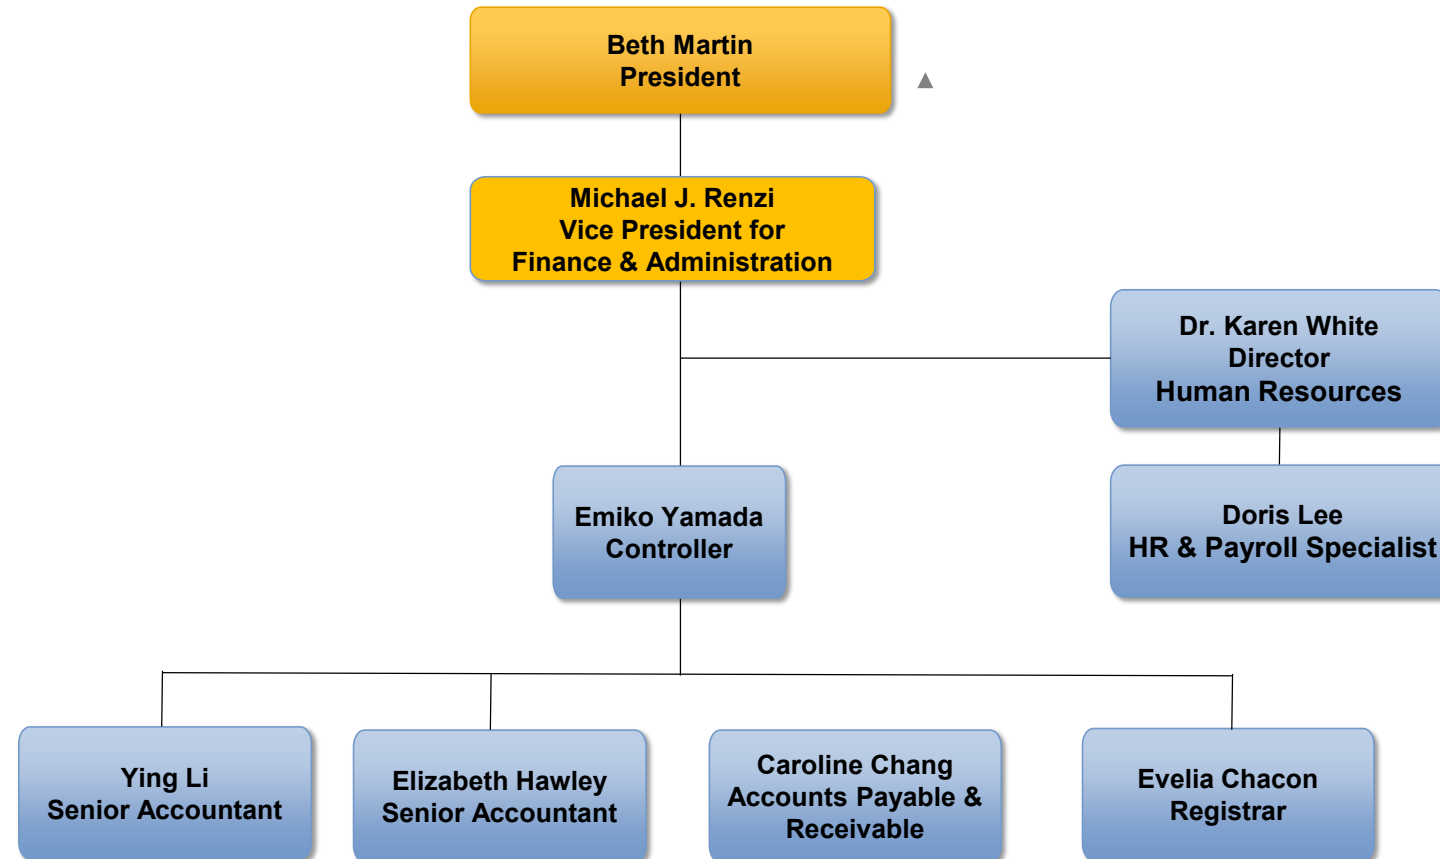 Beth Martin
President
Michael J. Renzi
Vice President for
Finance & Administration
Dr. Karen White
Director
Human Resources
Emiko Yamada
Controller
Doris Lee
HR & Payroll Specialist
Ying Li
Senior Accountant
Elizabeth Hawley
Senior Accountant
Caroline Chang
Accounts Payable &
Receivable
Evelia Chacon
Registrar